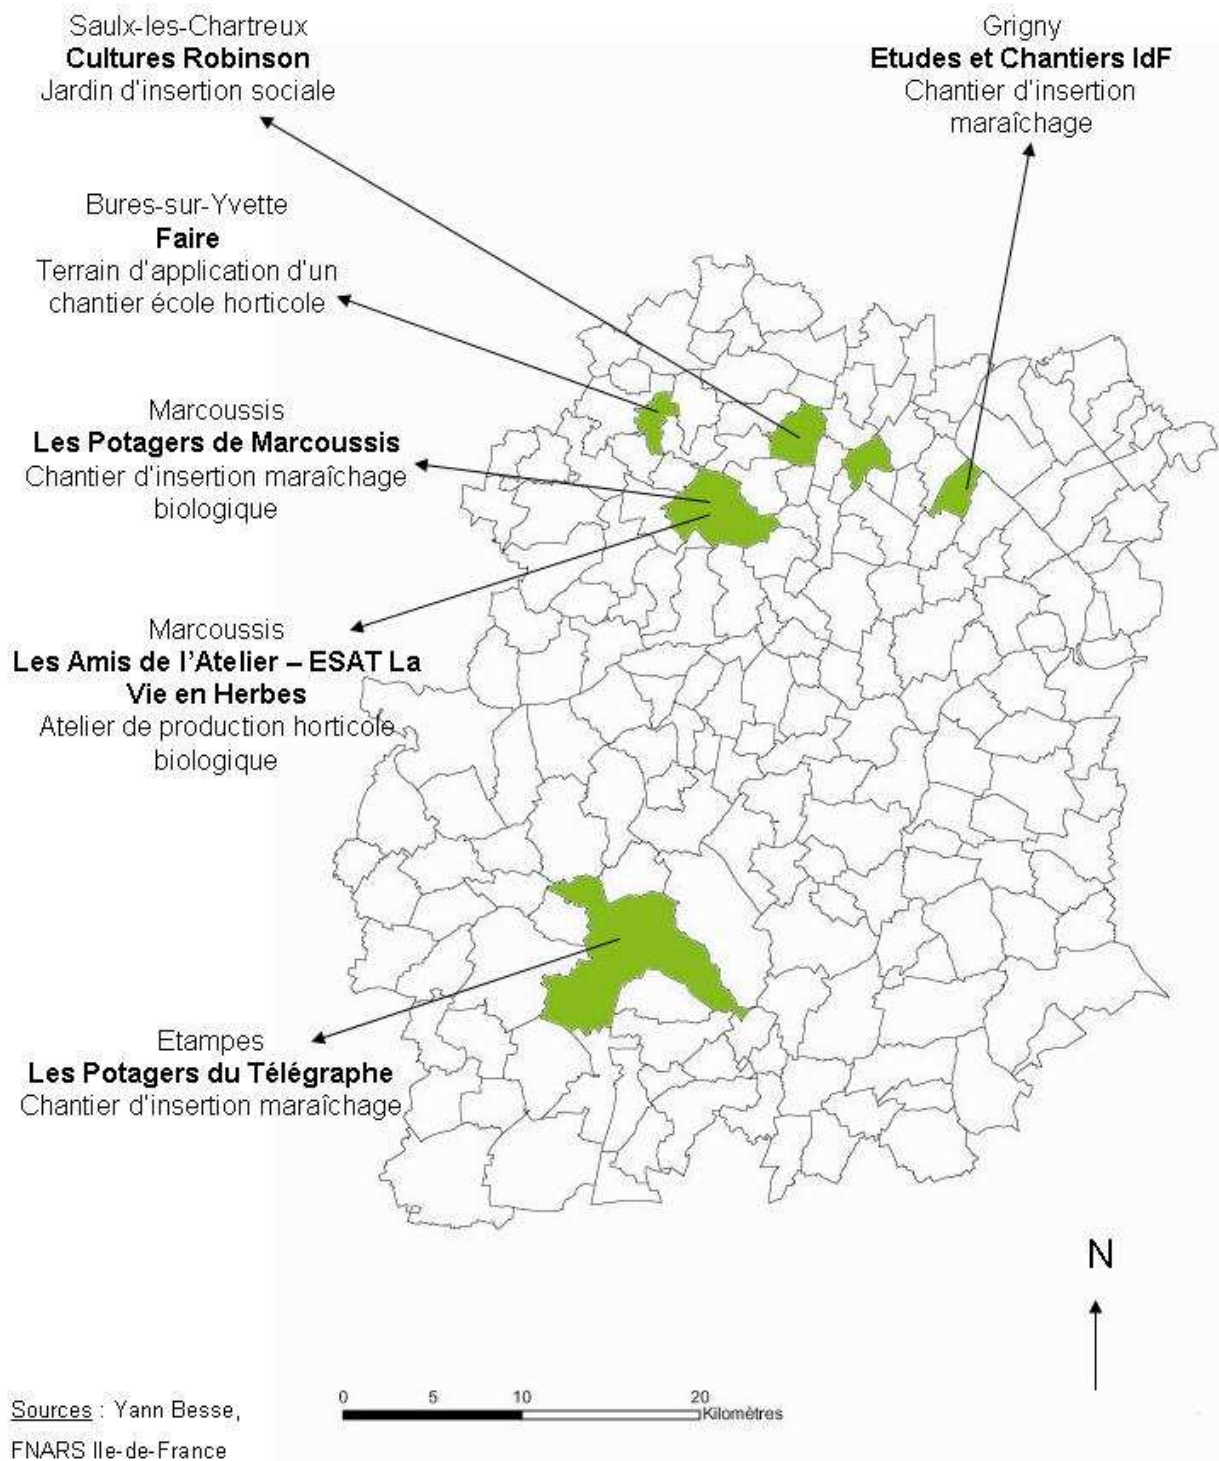 Saulx-les-Chartreux
Cultures Robinson
Jardin d'insertion sociale
Grigny
Etudes et Chantiers IdF
Chantier d'insertion
maraîchage
Bures-sur-Yvette
Faire
Terrain d'application d'un
chantier école horticole
Marcoussis
Les Potagers de Marcoussis
Chantier d'insertion maraîchage
biologique
Marcoussis
Les Amis de l'Atelier – ESAT La
Vie en Herbes
Atelier de production horticole
biologique
Etampes
Les Potagers du Télégraphe
Chantier d'insertion maraîchage
N
0 5 10 20
Kilomètres
Sources : Yann Besse,
FNARS Ile-de-France